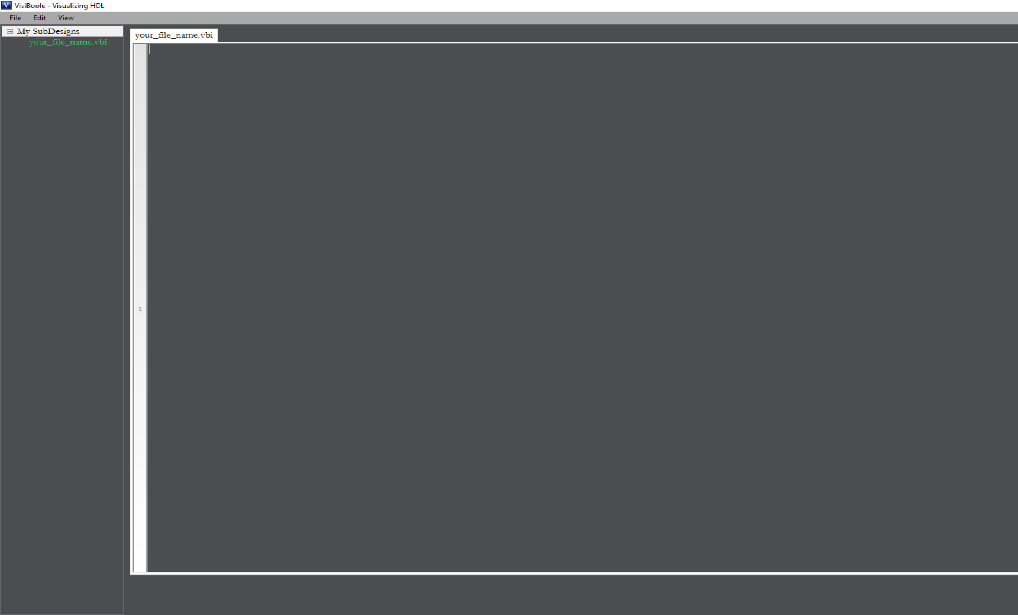 VisiBoole - Visualizing HDL
File Edit View
My SubDesigns
your_file_name.vbi
your_file_name.vbi
1